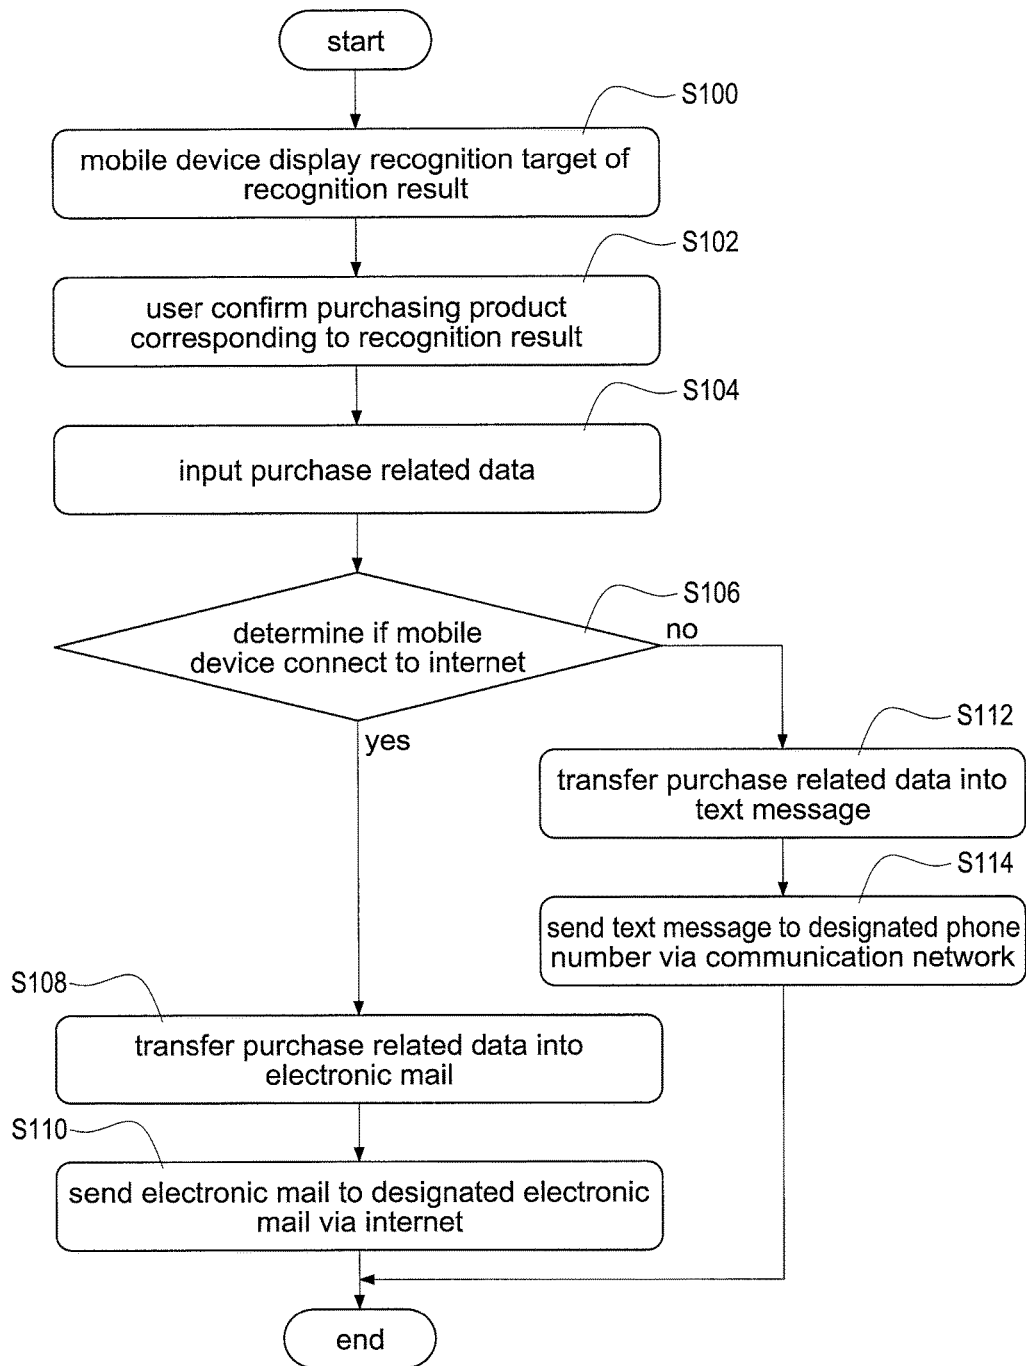 start
S100
mobile device display recognition target of
recognition result
S102
user confirm purchasing product
corresponding to recognition result
S104
input purchase related data
S106
determine if mobile
device connect to internet
no
yes
S112
transfer purchase related data into
text message
S114
send text message to designated phone
number via communication network
S108
transfer purchase related data into
electronic mail
S110
send electronic mail to designated electronic
mail via internet
end